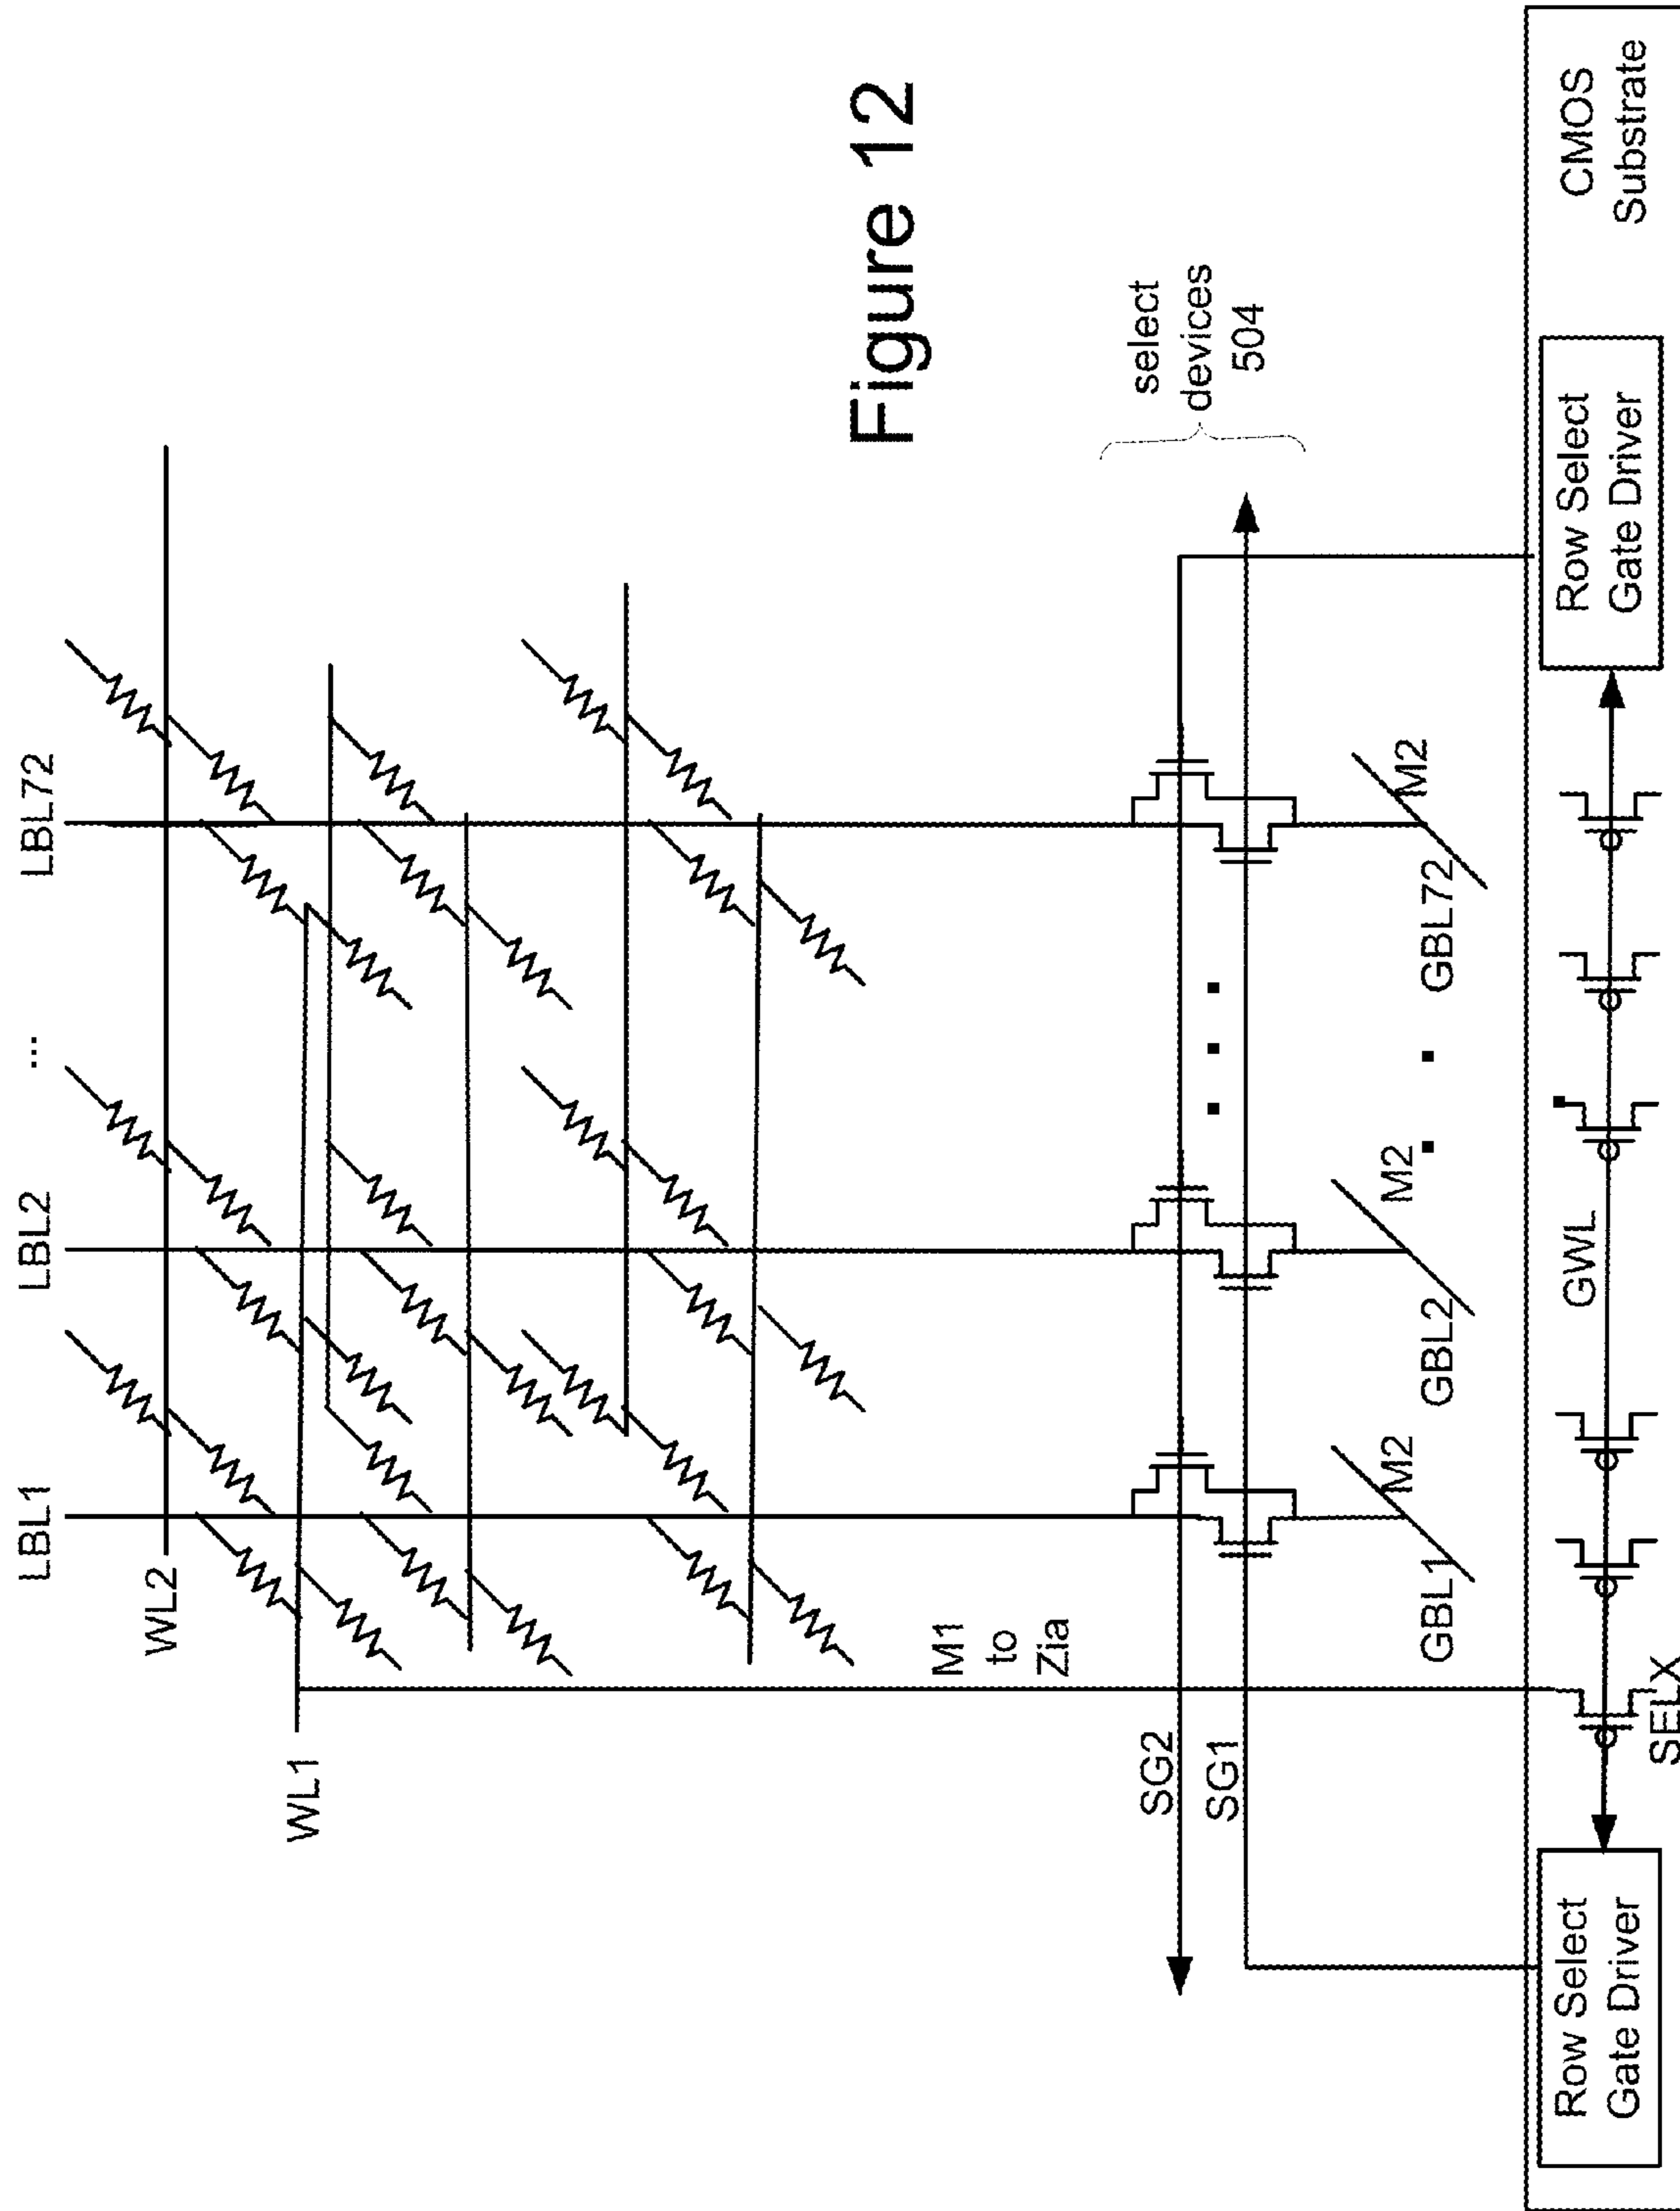 LBL1
LBL2
...
LBL72
WL2
WL1
Figure 12
M1
to
Zia
select
devices
504
SG2
SG1
M2
M2
M2
GBL1
GBL2
GBL72
GWL
Row Select
Gate Driver
SELX
Row Select
Gate Driver
CMOS
Substrate